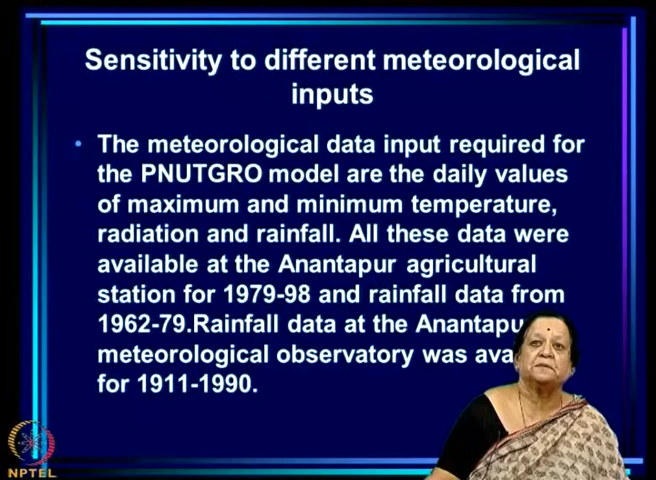 Sensitivity to different meteorological
inputs
• The meteorological data input required for
the PNUTGRO model are the daily values
of maximum and minimum temperature,
radiation and rainfall. All these data were
available at the Anantapur agricultural
station for 1979-98 and rainfall data from
1962-79.Rainfall data at the Anantapu
meteorological observatory was ava
for 1911-1990.
NPTEL